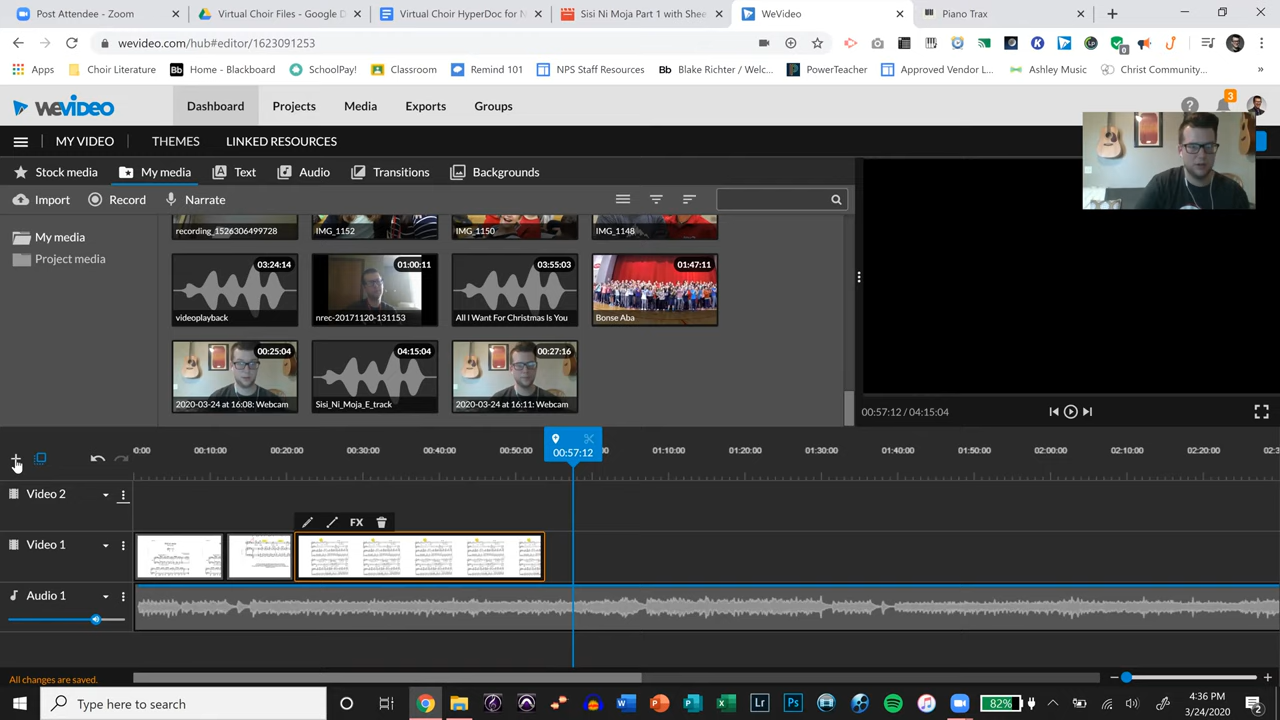 Post Attendee - Zoom
Virtual Choir Files - Google D
Virtual Choir HyperDoc for N
Sisi Ni Moja Part 1 with Shee
WeVideo
Piano Trax
wevideo.com/hub#editor/1623091253
Apps
Choir Literature
Bb Home - Blackboard
SchoolPay!
Classroom
Remind 101
NPS Staff Resources
Bb Blake Richter / Welc...
PowerTeacher
Approved Vendor L...
Ashley Music
Christ Community...
wevideo
Dashboard
Projects
Media
Exports
Groups
3
MY VIDEO
THEMES
LINKED RESOURCES
Stock media
My media
Text
Audio
Transitions
Backgrounds
Import
Record
Narrate
My media
Project media
recording_1526306499728
IMG_1152
IMG_1150
IMG_1148
03:24:14
01:00:11
03:55:03
01:47:11
videoplayback
nrec-20171120-131153
All I Want For Christmas Is You
Bonse Aba
00:25:04
04:15:04
00:27:16
2020-03-24 at 16:08: Webcam
Sisi_Ni_Moja_E_track
2020-03-24 at 16:11: Webcam
00:57:12 / 04:15:04
0:00
00:10:00
00:20:00
00:30:00
00:40:00
00:50:00
00:57:12
01:10:00
01:20:00
01:30:00
01:40:00
01:50:00
02:00:00
02:10:00
02:20:00
Video 2
FX
Video 1
Audio 1
All changes are saved.
Type here to search
82%
4:36 PM
3/24/2020
2